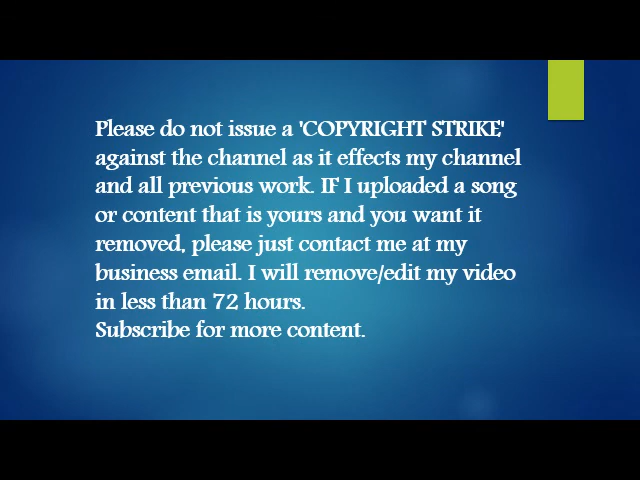 Please do not issue a 'COPYRIGHT STRIKE'
against the channel as it effects my channel
and all previous work. IF I uploaded a song
or content that is yours and you want it
removed, please just contact me at my
business email. I will remove/edit my video
in less than 72 hours.
Subscribe for more content.